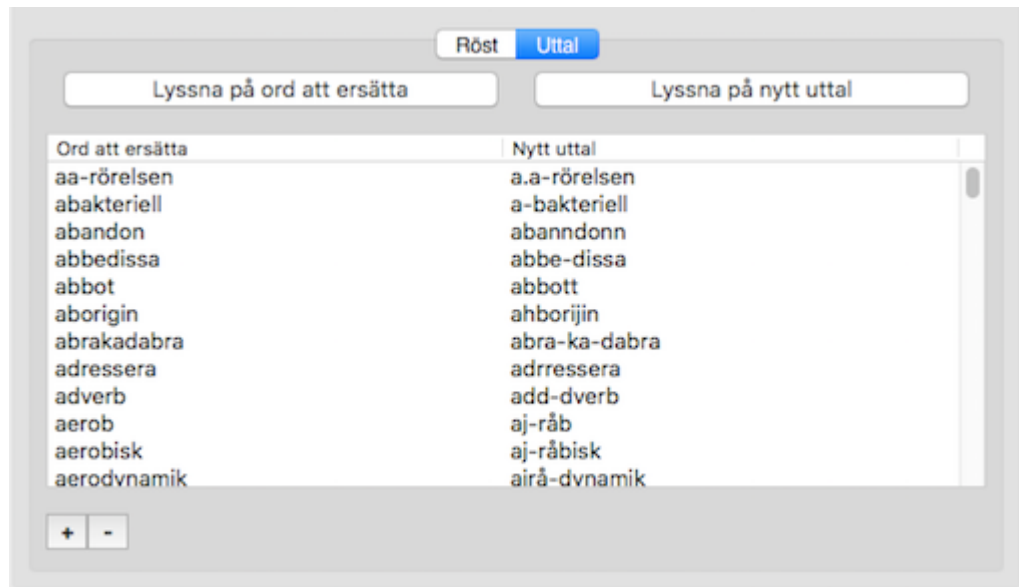 Röst Uttal
Lyssna på ord att ersätta Lyssna på nytt uttal
Ord att ersätta Nytt uttal
aa-rörelsen a.a-rörelsen
abakteriell a-bakteriell
abandon abanndonn
abbedissa abbe-dissa
abbot abbott
aborigin ahborijin
abrakadabra abra-ka-dabra
adressera adrressera
adverb add-dverb
aerob aj-råb
aerobisk aj-råbisk
aerodynamik airå-dynamik
+ -